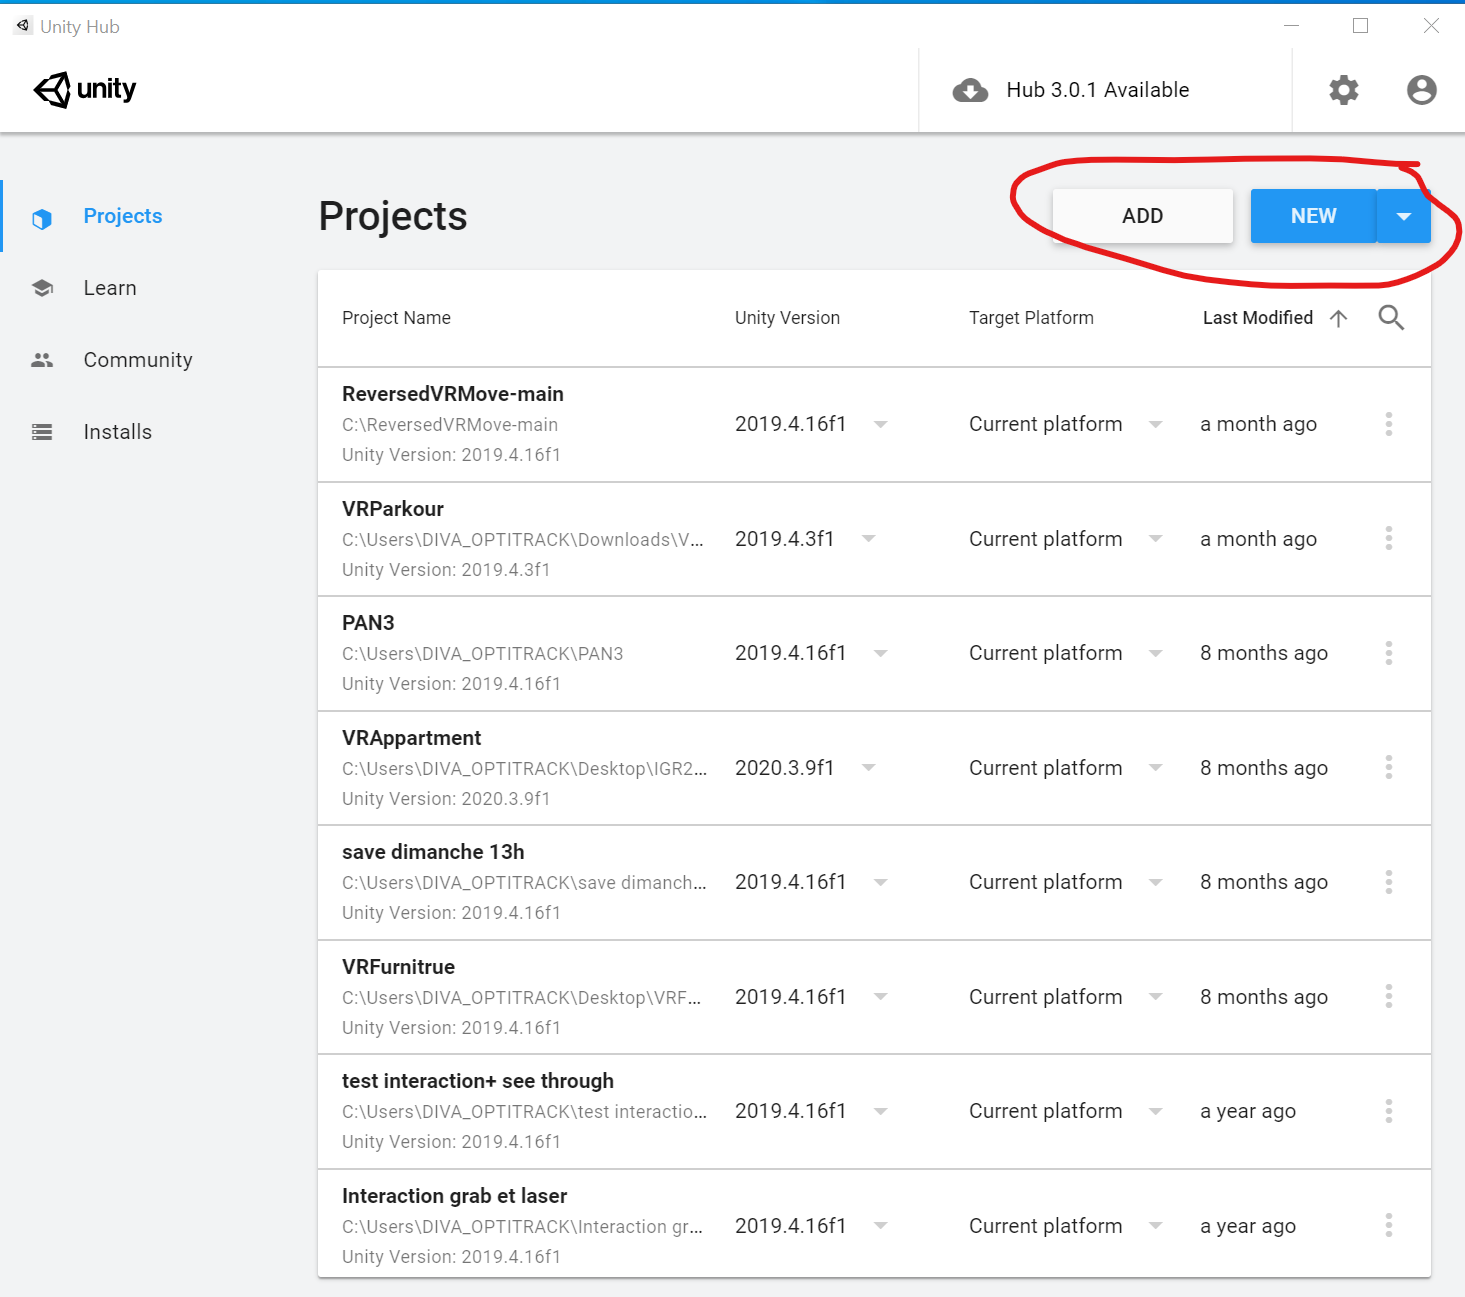 Unity Hub
unity
Hub 3.0.1 Available
Projects
Learn
Community
Installs
Projects
ADD
NEW
Project Name Unity Version Target Platform Last Modified
ReversedVRMove-main
C:\ReversedVRMove-main
Unity Version: 2019.4.16f1
2019.4.16f1 Current platform a month ago
VRParkour
C:\Users\DIVA_OPTITRACK\Downloads\V...
Unity Version: 2019.4.3f1
2019.4.3f1 Current platform a month ago
PAN3
C:\Users\DIVA_OPTITRACK\PAN3
Unity Version: 2019.4.16f1
2019.4.16f1 Current platform 8 months ago
VRAppartment
C:\Users\DIVA_OPTITRACK\Desktop\IGR2...
Unity Version: 2020.3.9f1
2020.3.9f1 Current platform 8 months ago
save dimanche 13h
C:\Users\DIVA_OPTITRACK\save dimanch...
Unity Version: 2019.4.16f1
2019.4.16f1 Current platform 8 months ago
VRFurnitrue
C:\Users\DIVA_OPTITRACK\Desktop\VRF...
Unity Version: 2019.4.16f1
2019.4.16f1 Current platform 8 months ago
test interaction+ see through
C:\Users\DIVA_OPTITRACK\test interactio...
Unity Version: 2019.4.16f1
2019.4.16f1 Current platform a year ago
Interaction grab et laser
C:\Users\DIVA_OPTITRACK\Interaction gr...
Unity Version: 2019.4.16f1
2019.4.16f1 Current platform a year ago